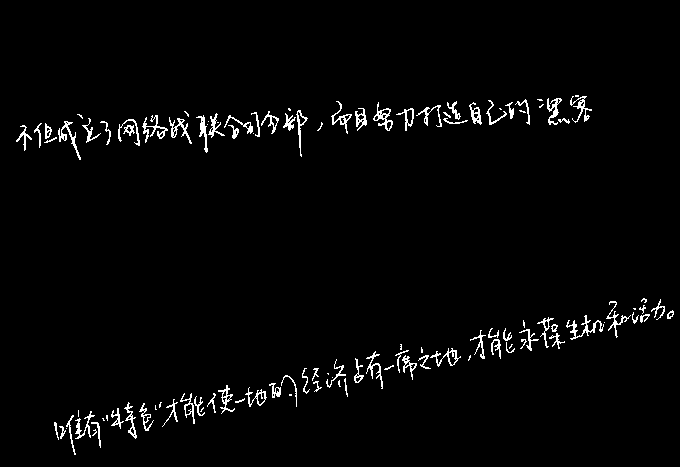 不但成立了网络战联合司令部，而且努力打造自己的黑客
唯有"特色"才能使一地的经济占有一席之地，才能永葆生机和活力。